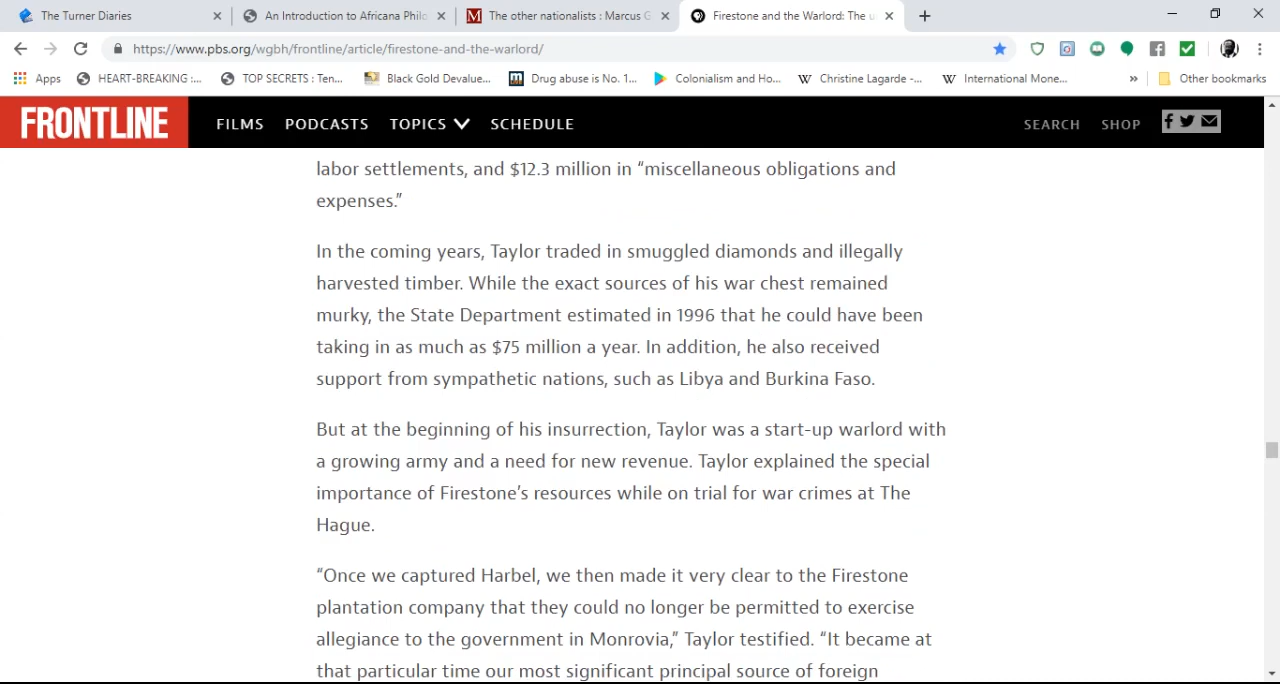 The Turner Diaries
An Introduction to Africana Philo
The other nationalists : Marcus G
Firestone and the Warlord: The u
https://www.pbs.org/wgbh/frontline/article/firestone-and-the-warlord/
Apps
HEART-BREAKING :...
TOP SECRETS : Ten...
Black Gold Devalue...
Drug abuse is No. 1...
Colonialism and Ho...
Christine Lagarde -...
International Mone...
»
Other bookmarks
FRONTLINE
FILMS
PODCASTS
TOPICS
SCHEDULE
SEARCH
SHOP
labor settlements, and $12.3 million in “miscellaneous obligations and
expenses.”
In the coming years, Taylor traded in smuggled diamonds and illegally
harvested timber. While the exact sources of his war chest remained
murky, the State Department estimated in 1996 that he could have been
taking in as much as $75 million a year. In addition, he also received
support from sympathetic nations, such as Libya and Burkina Faso.
But at the beginning of his insurrection, Taylor was a start-up warlord with
a growing army and a need for new revenue. Taylor explained the special
importance of Firestone’s resources while on trial for war crimes at The
Hague.
“Once we captured Harbel, we then made it very clear to the Firestone
plantation company that they could no longer be permitted to exercise
allegiance to the government in Monrovia,” Taylor testified. “It became at
that particular time our most significant principal source of foreign